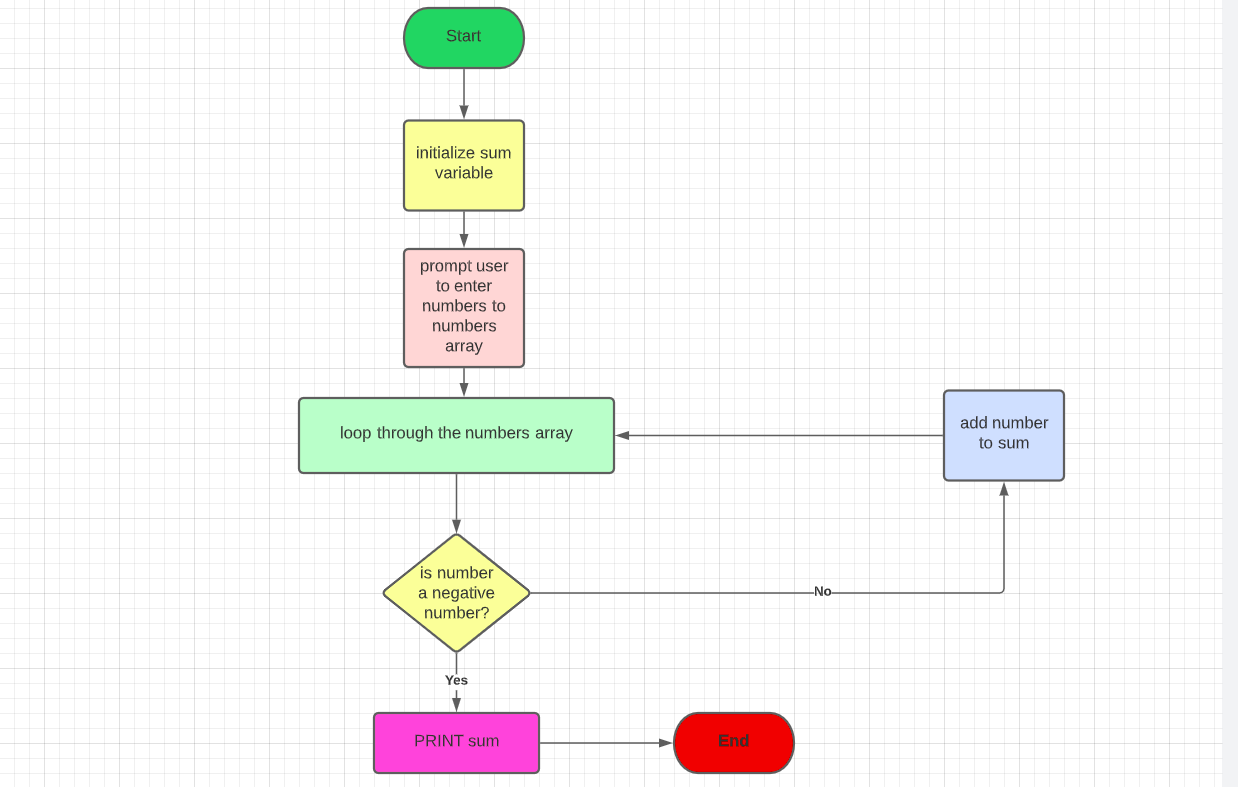 Start
initialize sum
variable
prompt user
to enter
numbers to
numbers
array
loop through the numbers array
add number
to sum
is number
a negative
number?
No
Yes
PRINT sum
End